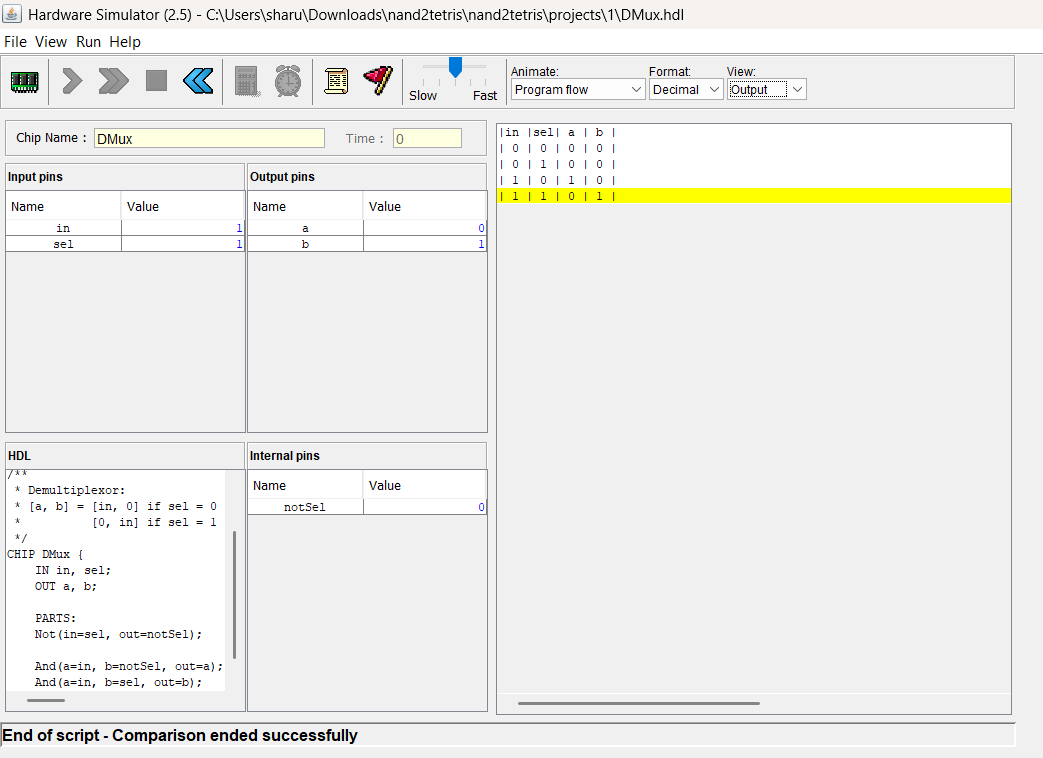 Hardware Simulator (2.5) - C:\Users\sharu\Downloads\nand2tetris\nand2tetris\projects\1\DMux.hdl
File View Run Help
Slow Fast
Animate: Format: View:
Program flow Decimal Output
Chip Name : DMux Time : 0
Input pins
Name Value
in 1
sel 1
Output pins
Name Value
a 0
b 1
HDL
/**
* Demultiplexor:
* [a, b] = [in, 0] if sel = 0
* [0, in] if sel = 1
*/
CHIP DMux {
IN in, sel;
OUT a, b;
PARTS:
Not(in=sel, out=notSel);
And(a=in, b=notSel, out=a);
And(a=in, b=sel, out=b);
Internal pins
Name Value
notSel 0
|in |sel| a | b |
| 0 | 0 | 0 | 0 |
| 0 | 1 | 0 | 0 |
| 1 | 0 | 1 | 0 |
| 1 | 1 | 0 | 1 |
End of script - Comparison ended successfully